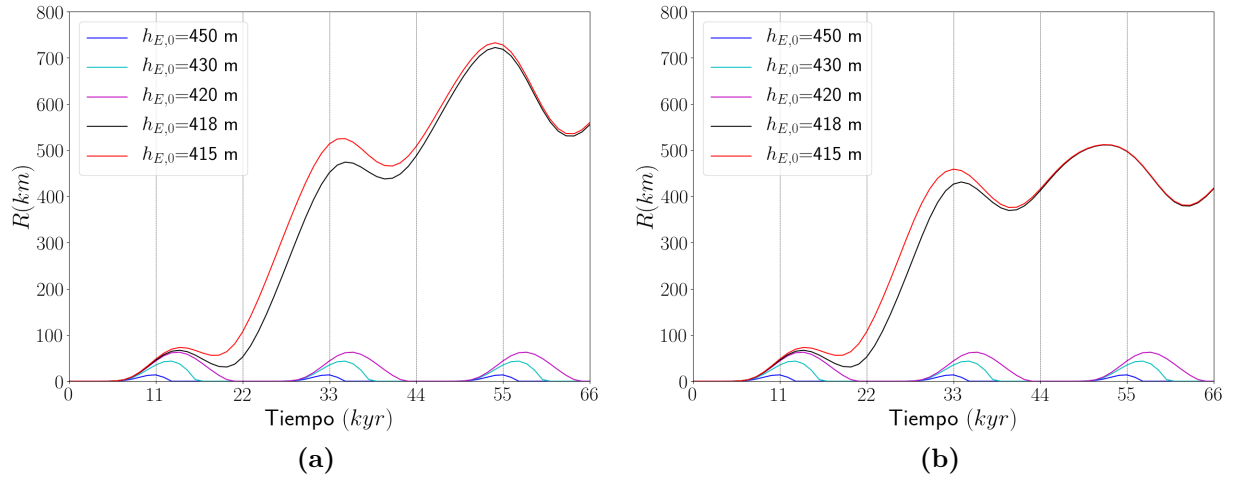 800
700
600
500
400
300
200
100
0
R(km)
h_{E,0}=450 m
h_{E,0}=430 m
h_{E,0}=420 m
h_{E,0}=418 m
h_{E,0}=415 m
0 11 22 33 44 55 66
Tiempo (kyr)
(a)
800
700
600
500
400
300
200
100
0
R(km)
h_{E,0}=450 m
h_{E,0}=430 m
h_{E,0}=420 m
h_{E,0}=418 m
h_{E,0}=415 m
0 11 22 33 44 55 66
Tiempo (kyr)
(b)